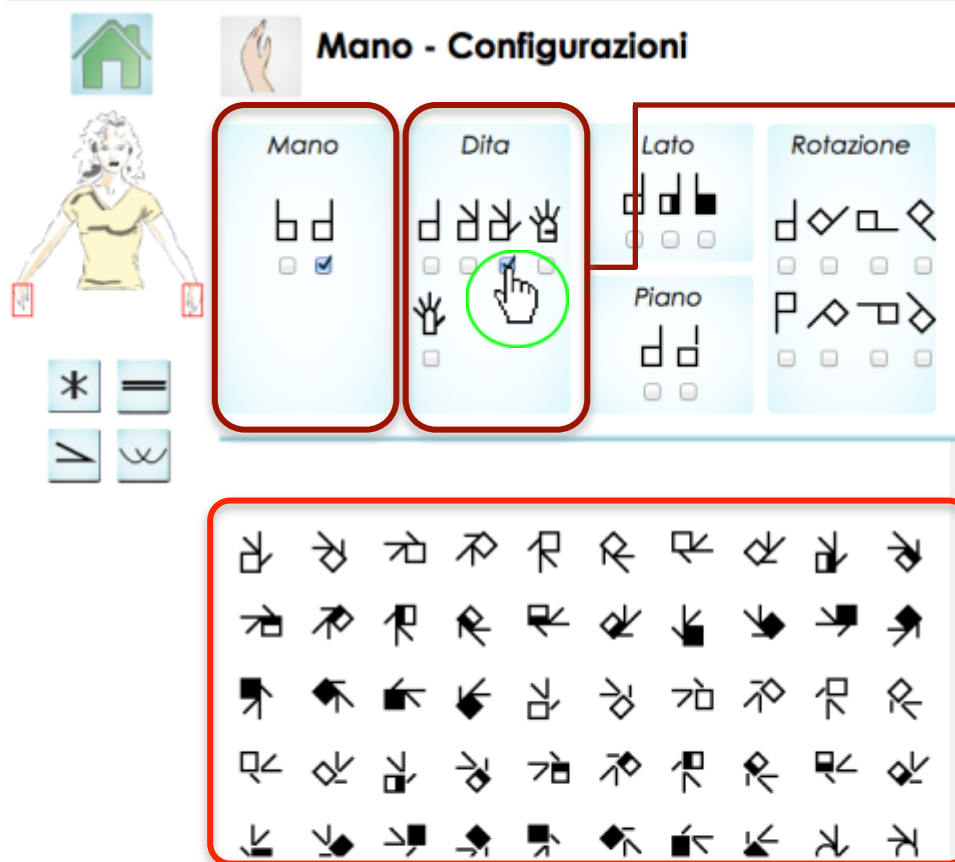 Mano - Configurazioni
Mano
Dita
Lato
Rotazione
Piano